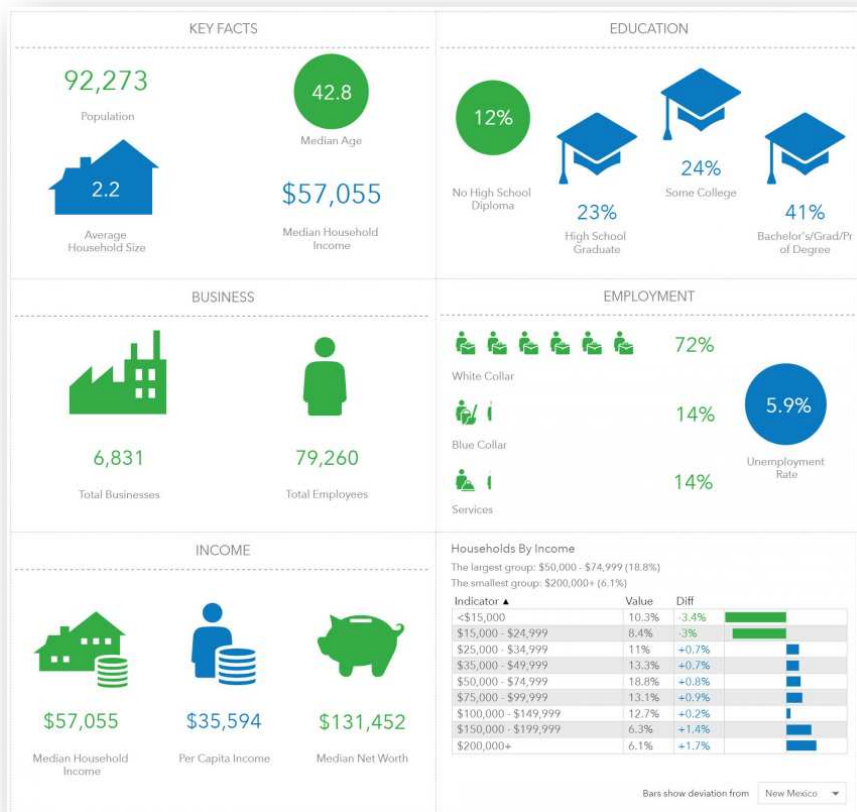 KEY FACTS
92,273
Population
42.8
Median Age
2.2
Average
Household Size
$57,055
Median Household
Income
EDUCATION
12%
No High School
Diploma
23%
High School
Graduate
24%
Some College
41%
Bachelor's/Grad/Pr
of Degree
BUSINESS
6,831
Total Businesses
79,260
Total Employees
EMPLOYMENT
72%
White Collar
14%
Blue Collar
14%
Services
5.9%
Unemployment
Rate
INCOME
$57,055
Median Household
Income
$35,594
Per Capita Income
$131,452
Median Net Worth
Households By Income
The largest group: $50,000 - $74,999 (18.8%)
The smallest group: $200,000+ (6.1%)
Indicator ▲ Value Diff
<$15,000 10.3% -3.4%
$15,000 - $24,999 8.4% -3%
$25,000 - $34,999 11% +0.7%
$35,000 - $49,999 13.3% +0.7%
$50,000 - $74,999 18.8% +0.8%
$75,000 - $99,999 13.1% +0.9%
$100,000 - $149,999 12.7% +0.2%
$150,000 - $199,999 6.3% +1.4%
$200,000+ 6.1% +1.7%
Bars show deviation from New Mexico